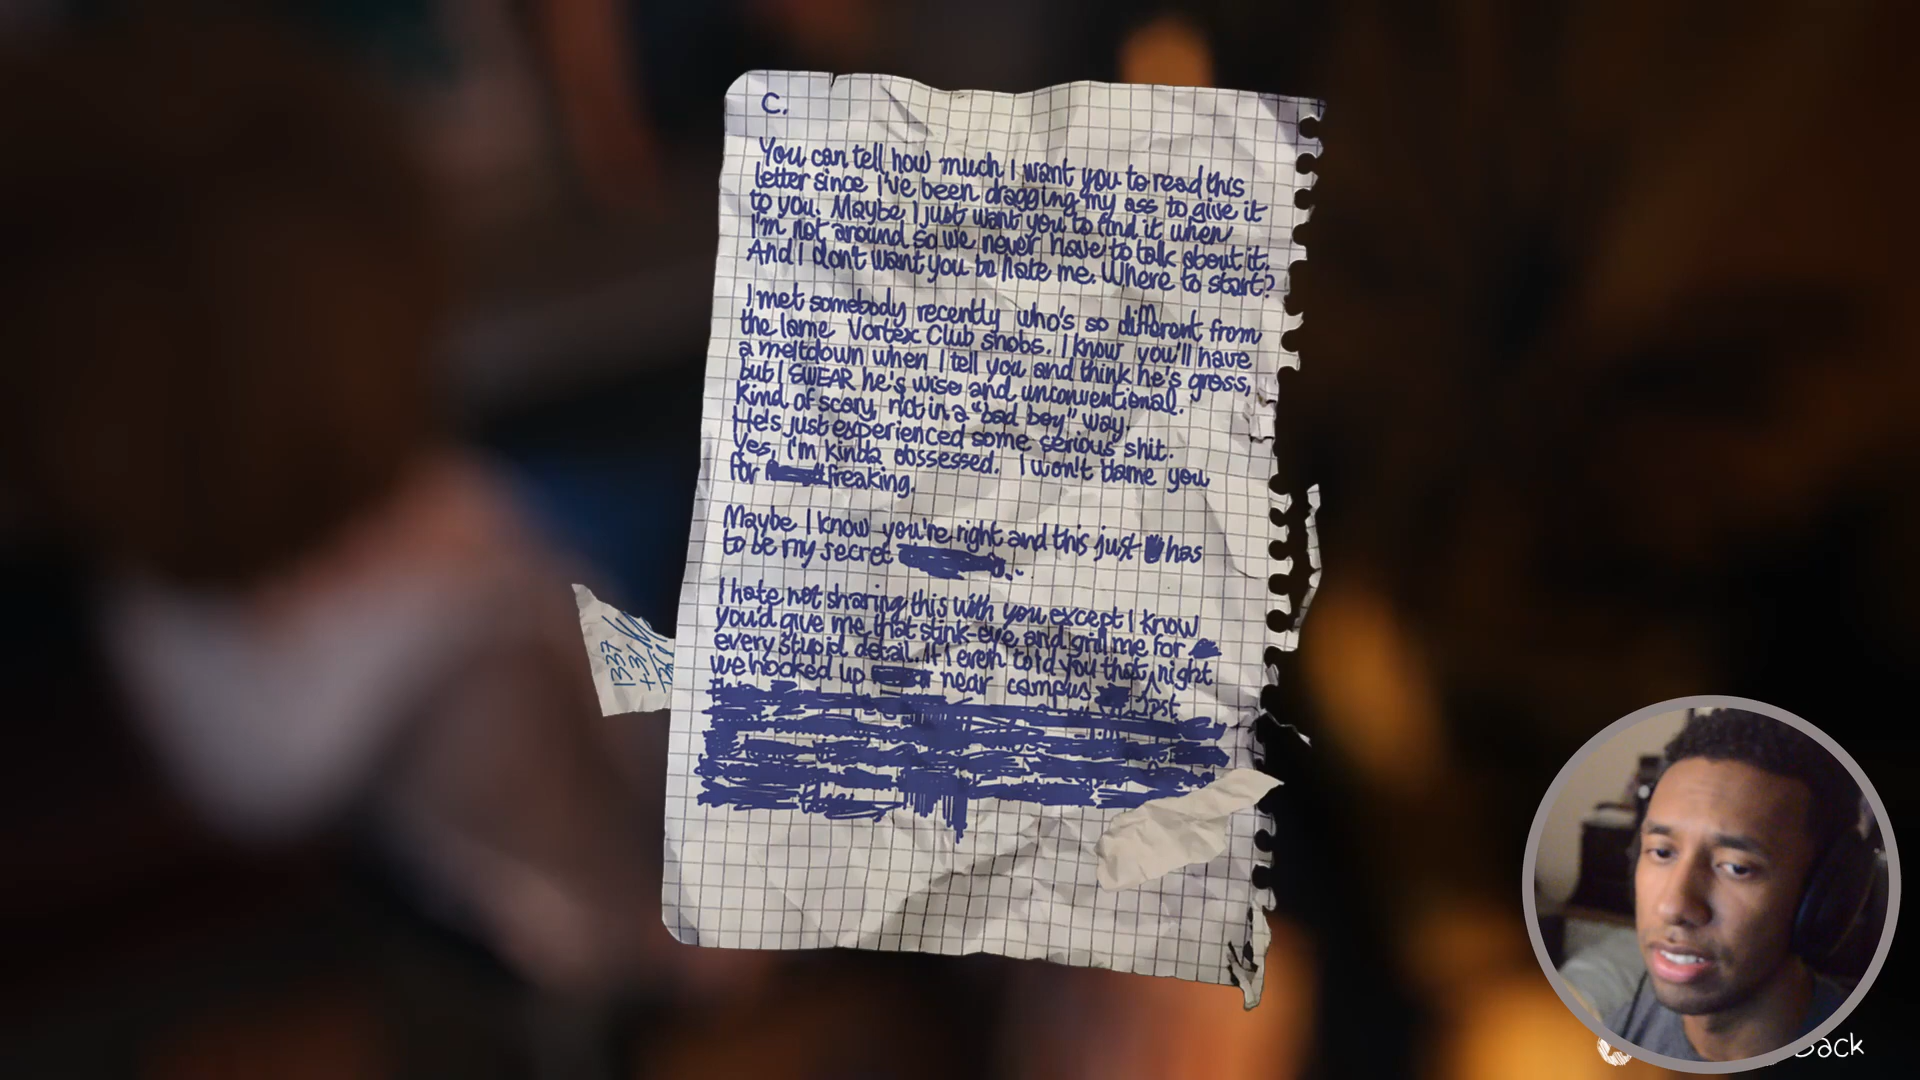 C.
You can tell how much I want you to read this
letter since I've been dragging my ass to give it
to you. Maybe I just want you to find it when
I'm not around so we never have to talk about it.
And I dont want you to hate me. Where to start?
I met somebody recently who's so different from
the lame Vortex Club snobs. I know you'll have
a meltdown when I tell you and think he's gross,
but I SWEAR he's wise and unconventional.
Kind of scary, not in a "bad boy" way.
He's just experienced some serious shit.
Yes, I'm kinda obssessed. I won't blame you
for freaking.
Maybe I know you're right and this just has
to be my secret
I hate not sharing this with you except I know
you'd give me that stink-eye and grill me for
every stupid detail. If I even told you that night
we hooked up near campus just
1337
+31
Back